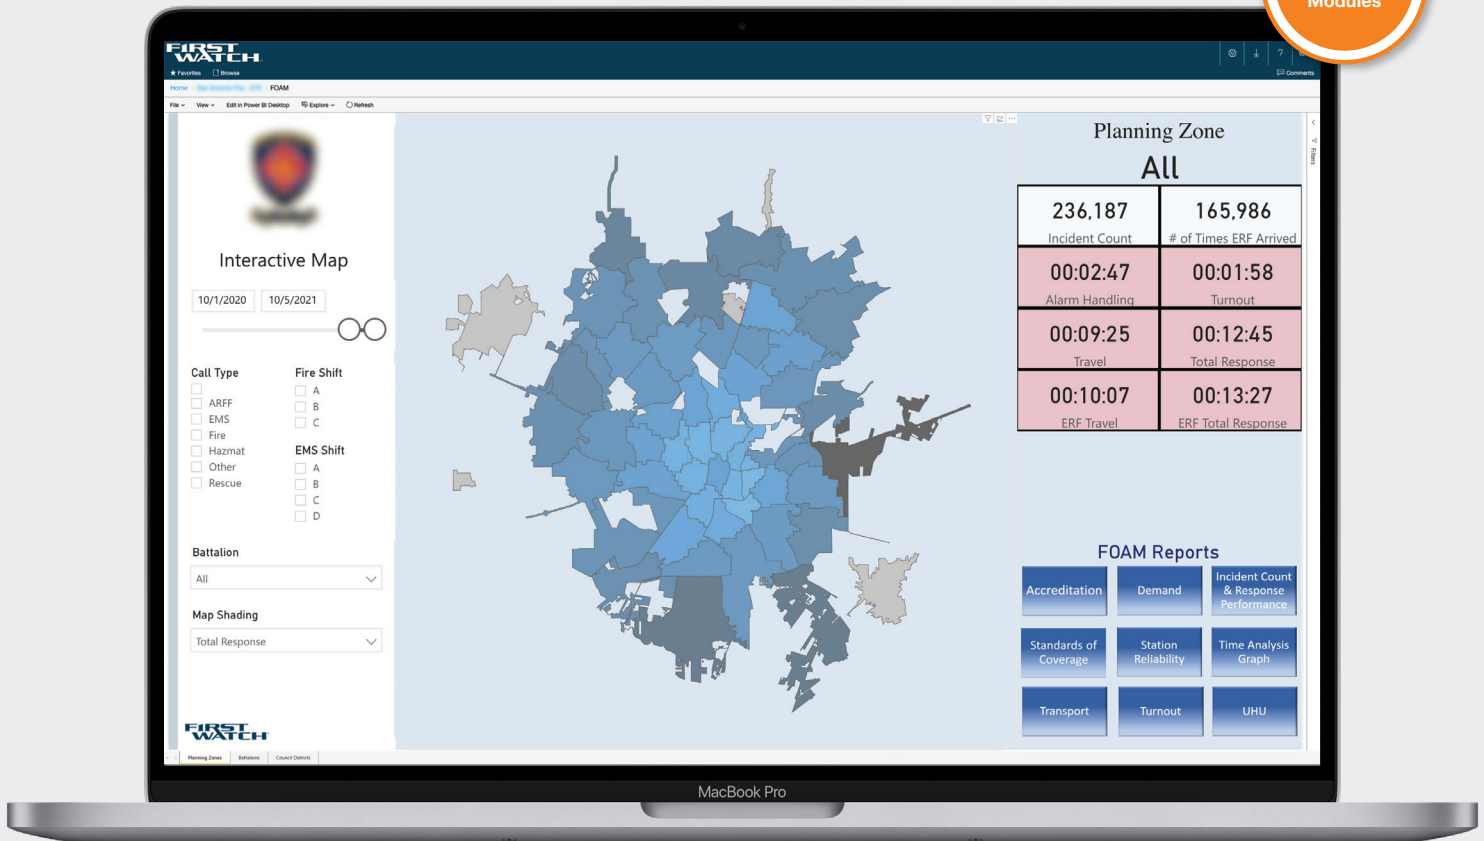 Modules
FIRST
WATCH
Favorites
Browse
Comments
Home
FOAM
File
View
Edit in Power BI Desktop
Explore
Refresh
Interactive Map
10/1/2020
10/5/2021
Call Type
ARFF
EMS
Fire
Hazmat
Other
Rescue
Fire Shift
A
B
C
EMS Shift
A
B
C
D
Battalion
All
Map Shading
Total Response
FIRST
WATCH
Planning Zones
Battalions
Council Districts
Planning Zone
All
236,187
Incident Count
165,986
# of Times ERF Arrived
00:02:47
Alarm Handling
00:01:58
Turnout
00:09:25
Travel
00:12:45
Total Response
00:10:07
ERF Travel
00:13:27
ERF Total Response
Filters
FOAM Reports
Accreditation
Demand
Incident Count
& Response
Performance
Standards of
Coverage
Station
Reliability
Time Analysis
Graph
Transport
Turnout
UHU
MacBook Pro